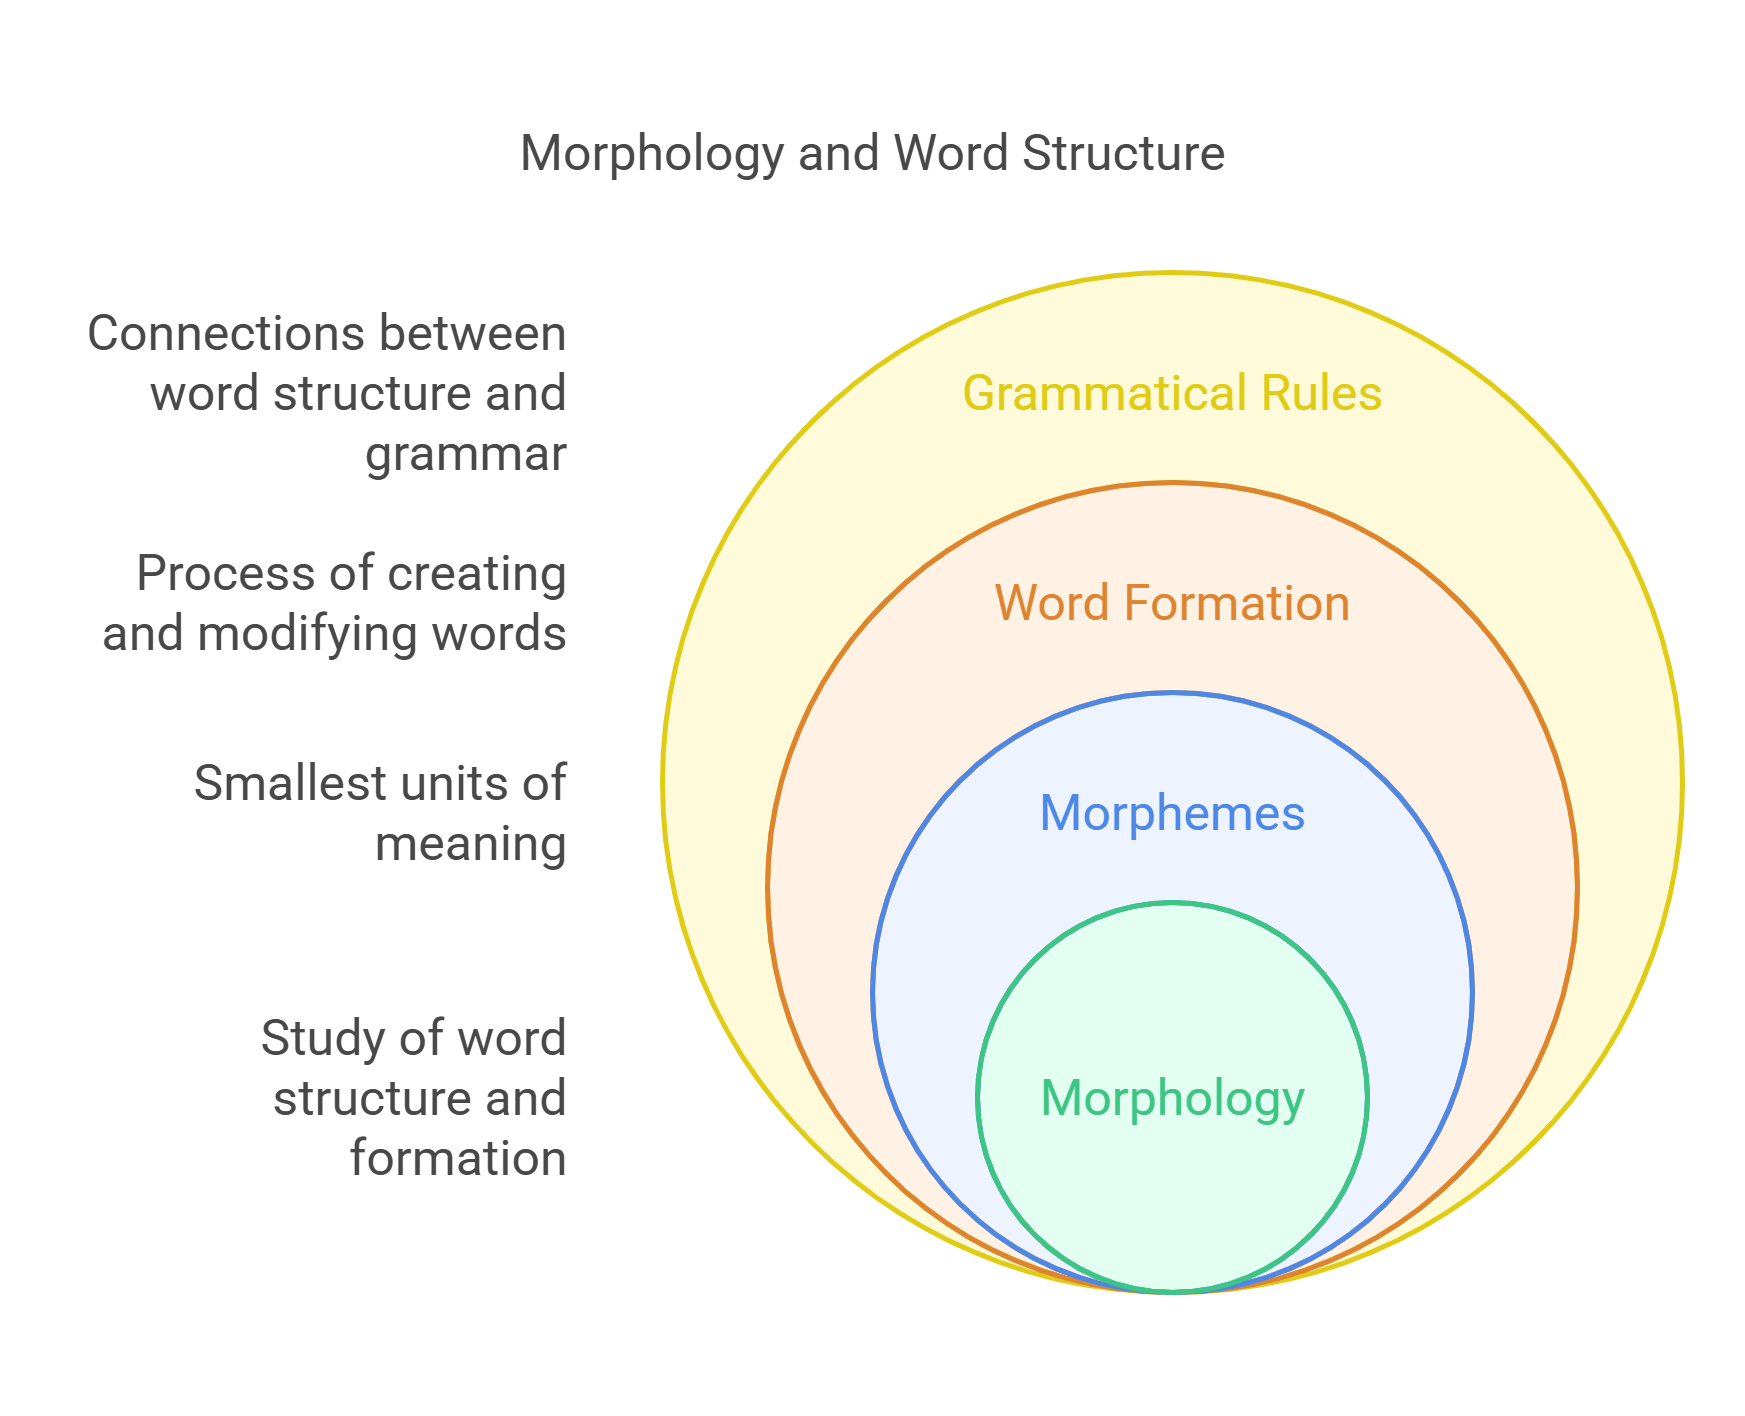 Morphology and Word Structure
Connections between
word structure and
grammar
Grammatical Rules
Process of creating
and modifying words
Word Formation
Smallest units of
meaning
Morphemes
Study of word
structure and
formation
Morphology